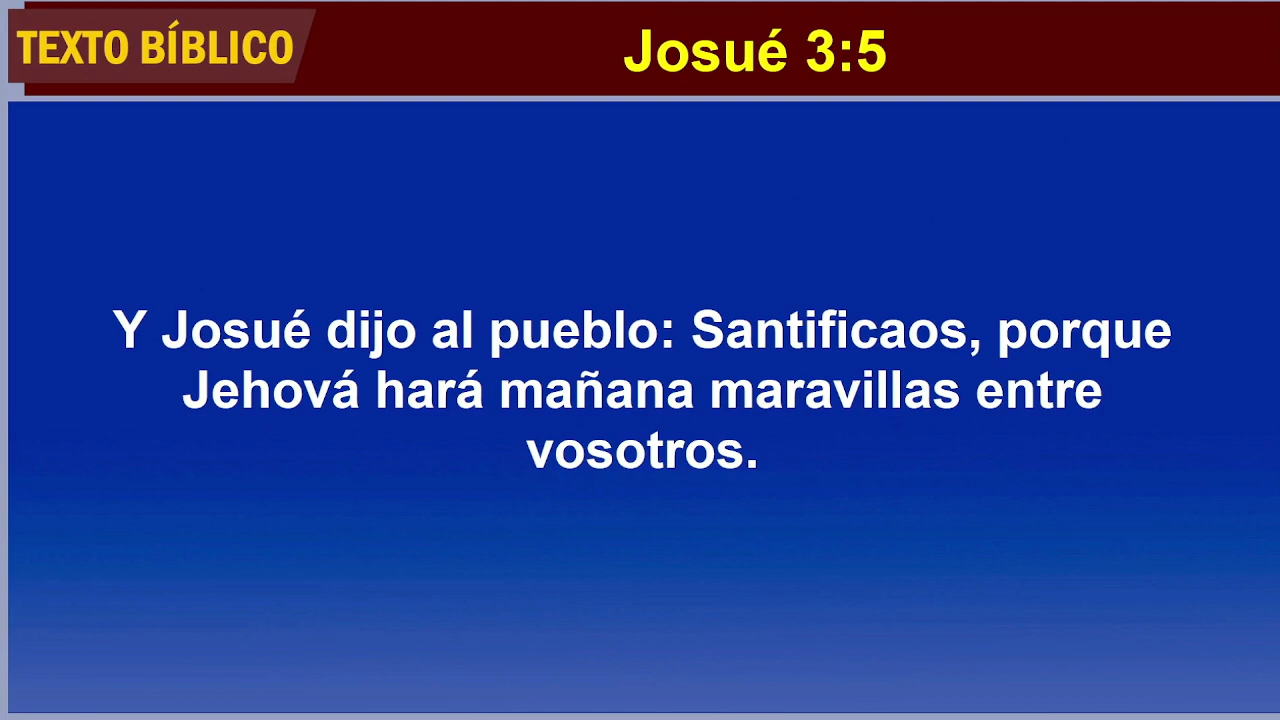 TEXTO BÍBLICO
Josué 3:5
Y Josué dijo al pueblo: Santificaos, porque
Jehová hará mañana maravillas entre
vosotros.